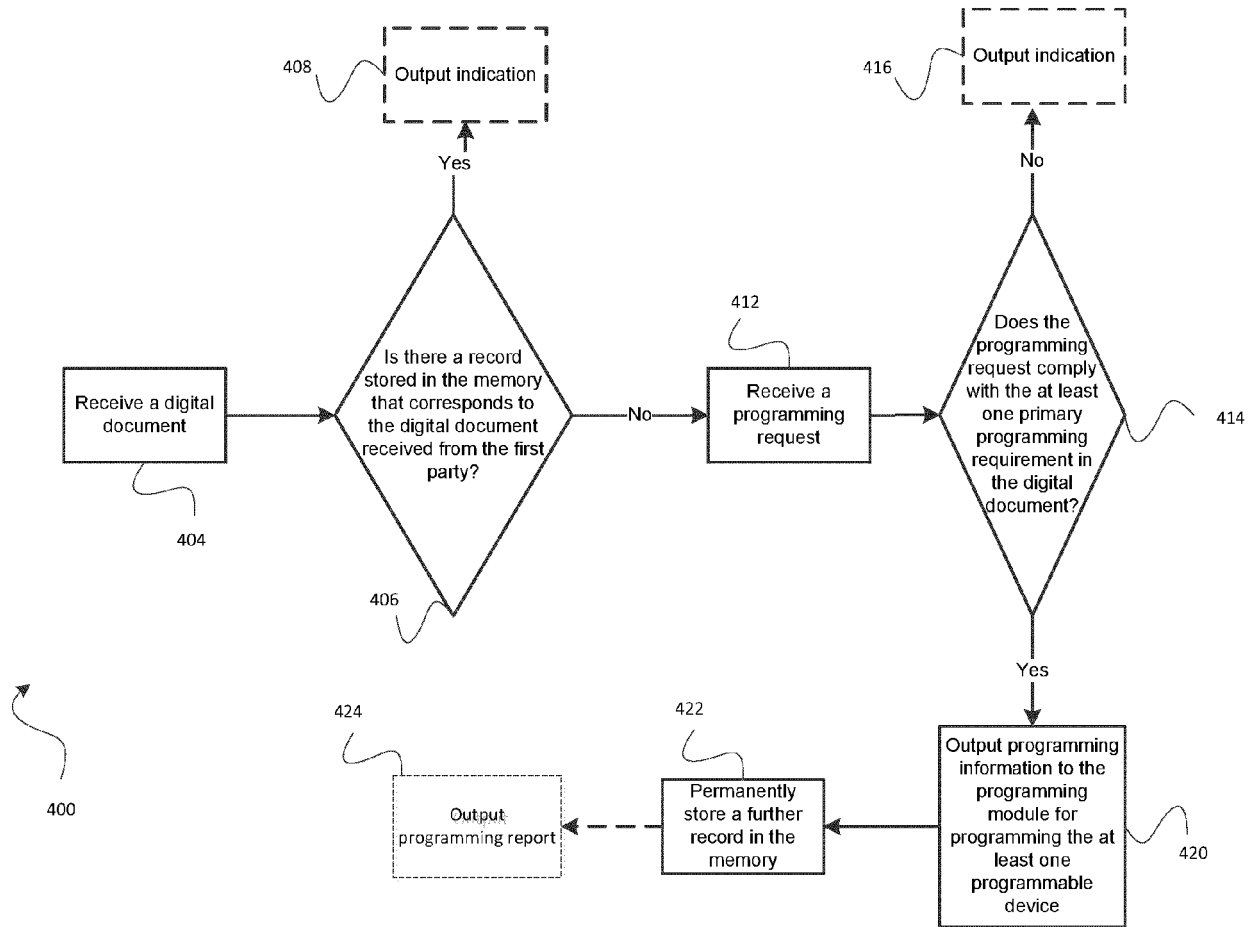 408
Output indication
416
Output indication
Yes
No
Receive a digital
document
404
Is there a record
stored in the memory
that corresponds to
the digital document
received from the first
party?
406
No
412
Receive a
programming
request
Does the
programming
request comply
with the at least
one primary
programming
requirement in
the digital
document?
414
Yes
400
424
Output
programming report
422
Permanently
store a further
record in the
memory
Output programming
information to the
programming
module for
programming the at
least one
programmable
device
420